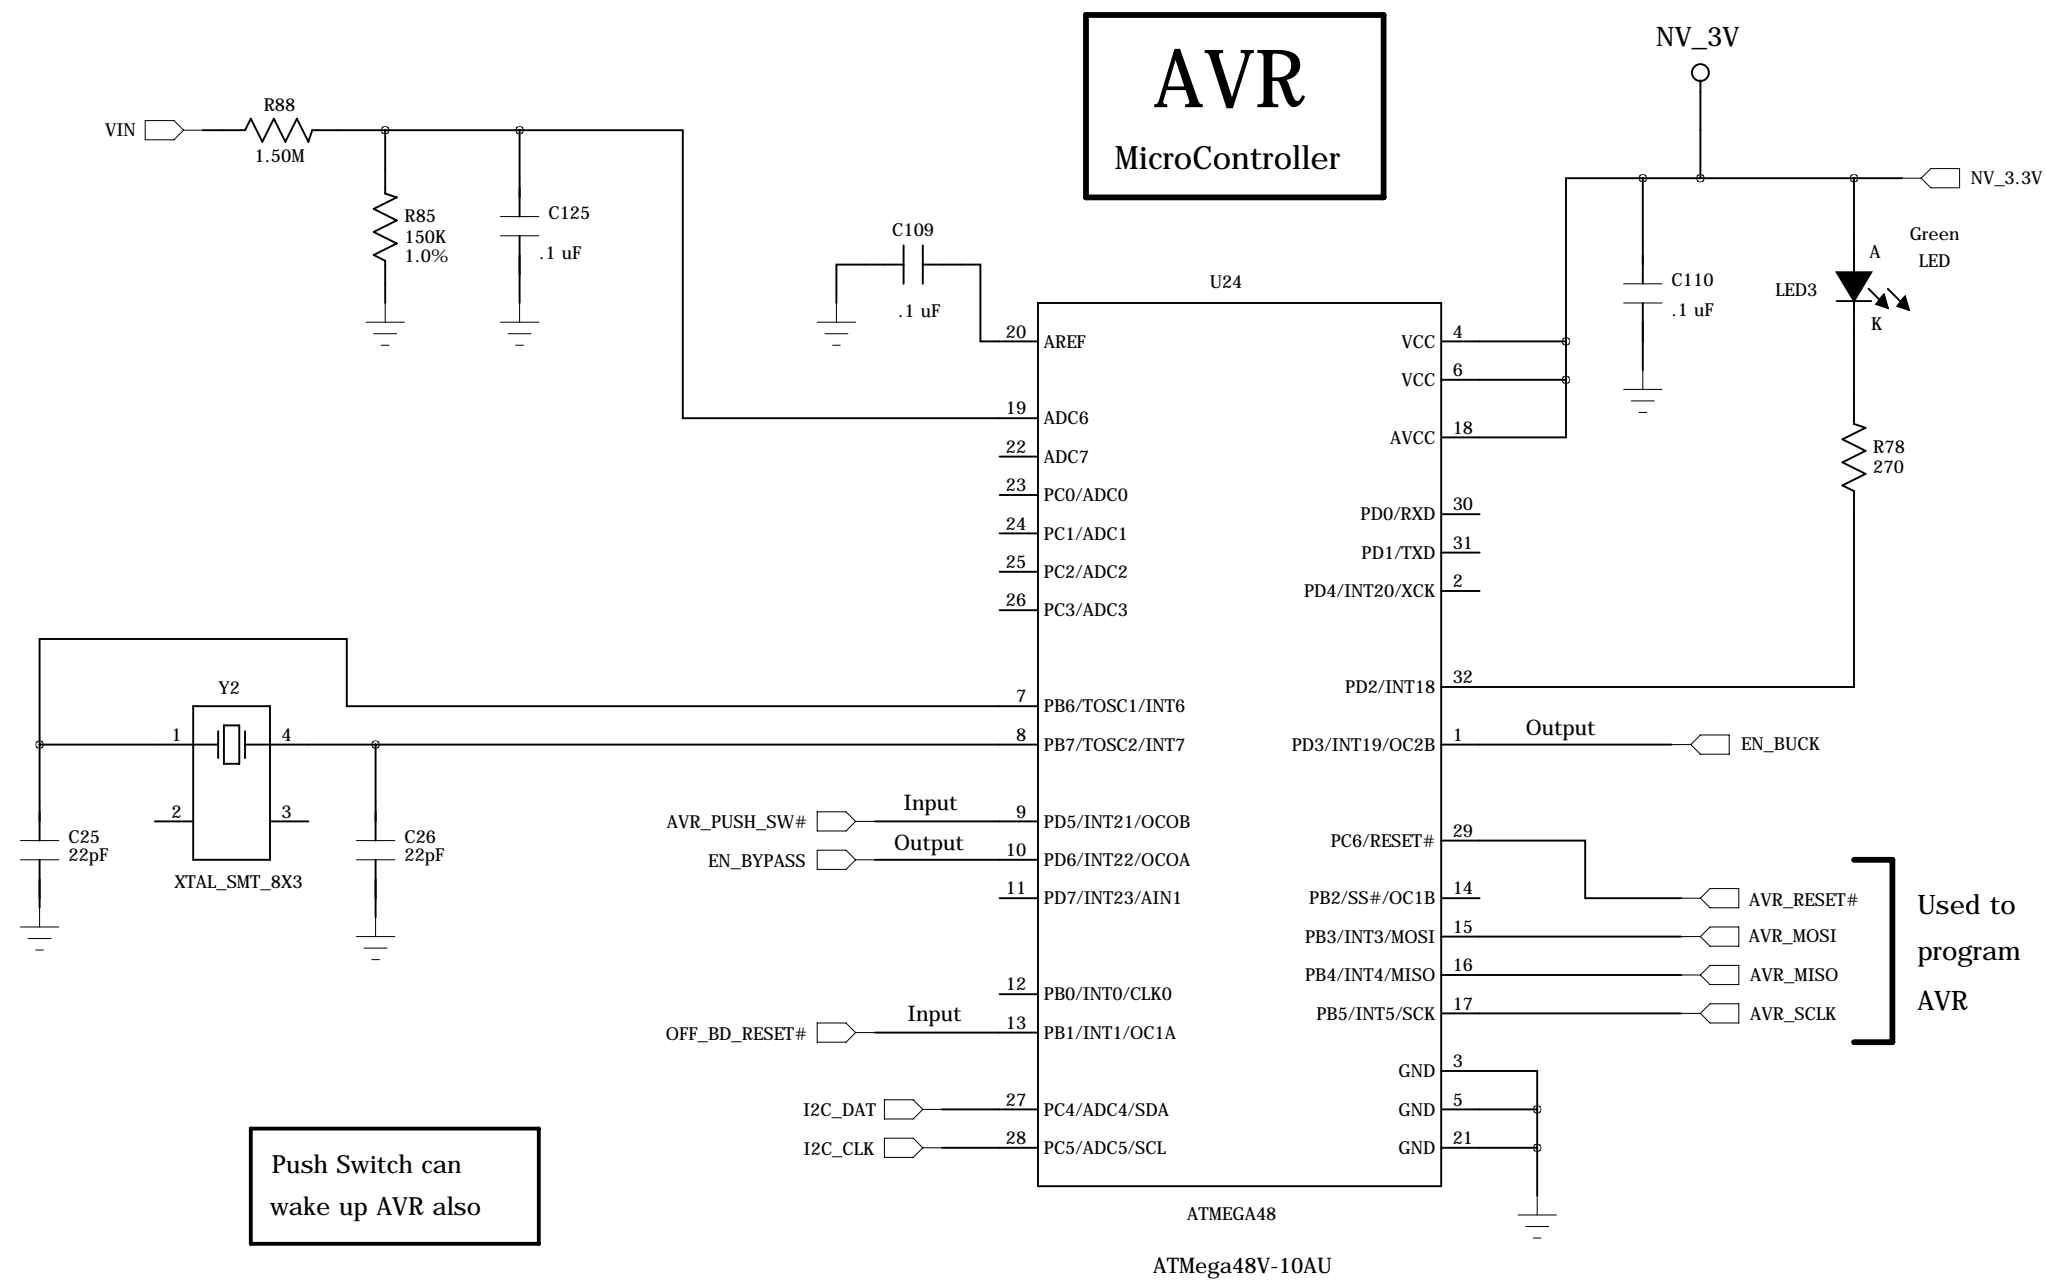 AVR
MicroController
NV_3V
VIN
R88
1.50M
R85
150K
1.0%
C125
.1 uF
C109
.1 uF
NV_3.3V
Green
LED
A
LED3
K
C110
.1 uF
R78
270
U24
20 AREF
19 ADC6
22 ADC7
23 PC0/ADC0
24 PC1/ADC1
25 PC2/ADC2
26 PC3/ADC3
7 PB6/TOSC1/INT6
8 PB7/TOSC2/INT7
AVR_PUSH_SW# Input 9 PD5/INT21/OCOB
EN_BYPASS Output 10 PD6/INT22/OCOA
11 PD7/INT23/AIN1
12 PB0/INT0/CLK0
OFF_BD_RESET# Input 13 PB1/INT1/OC1A
I2C_DAT 27 PC4/ADC4/SDA
I2C_CLK 28 PC5/ADC5/SCL
VCC 4
VCC 6
AVCC 18
PD0/RXD 30
PD1/TXD 31
PD4/INT20/XCK 2
PD2/INT18 32
PD3/INT19/OC2B 1 Output EN_BUCK
PC6/RESET# 29
PB2/SS#/OC1B 14 AVR_RESET#
PB3/INT3/MOSI 15 AVR_MOSI
PB4/INT4/MISO 16 AVR_MISO
PB5/INT5/SCK 17 AVR_SCLK
GND 3
GND 5
GND 21
Used to
program
AVR
Y2
1 4
2 3
XTAL_SMT_8X3
C25
22pF
C26
22pF
Push Switch can
wake up AVR also
ATMEGA48
ATMega48V-10AU